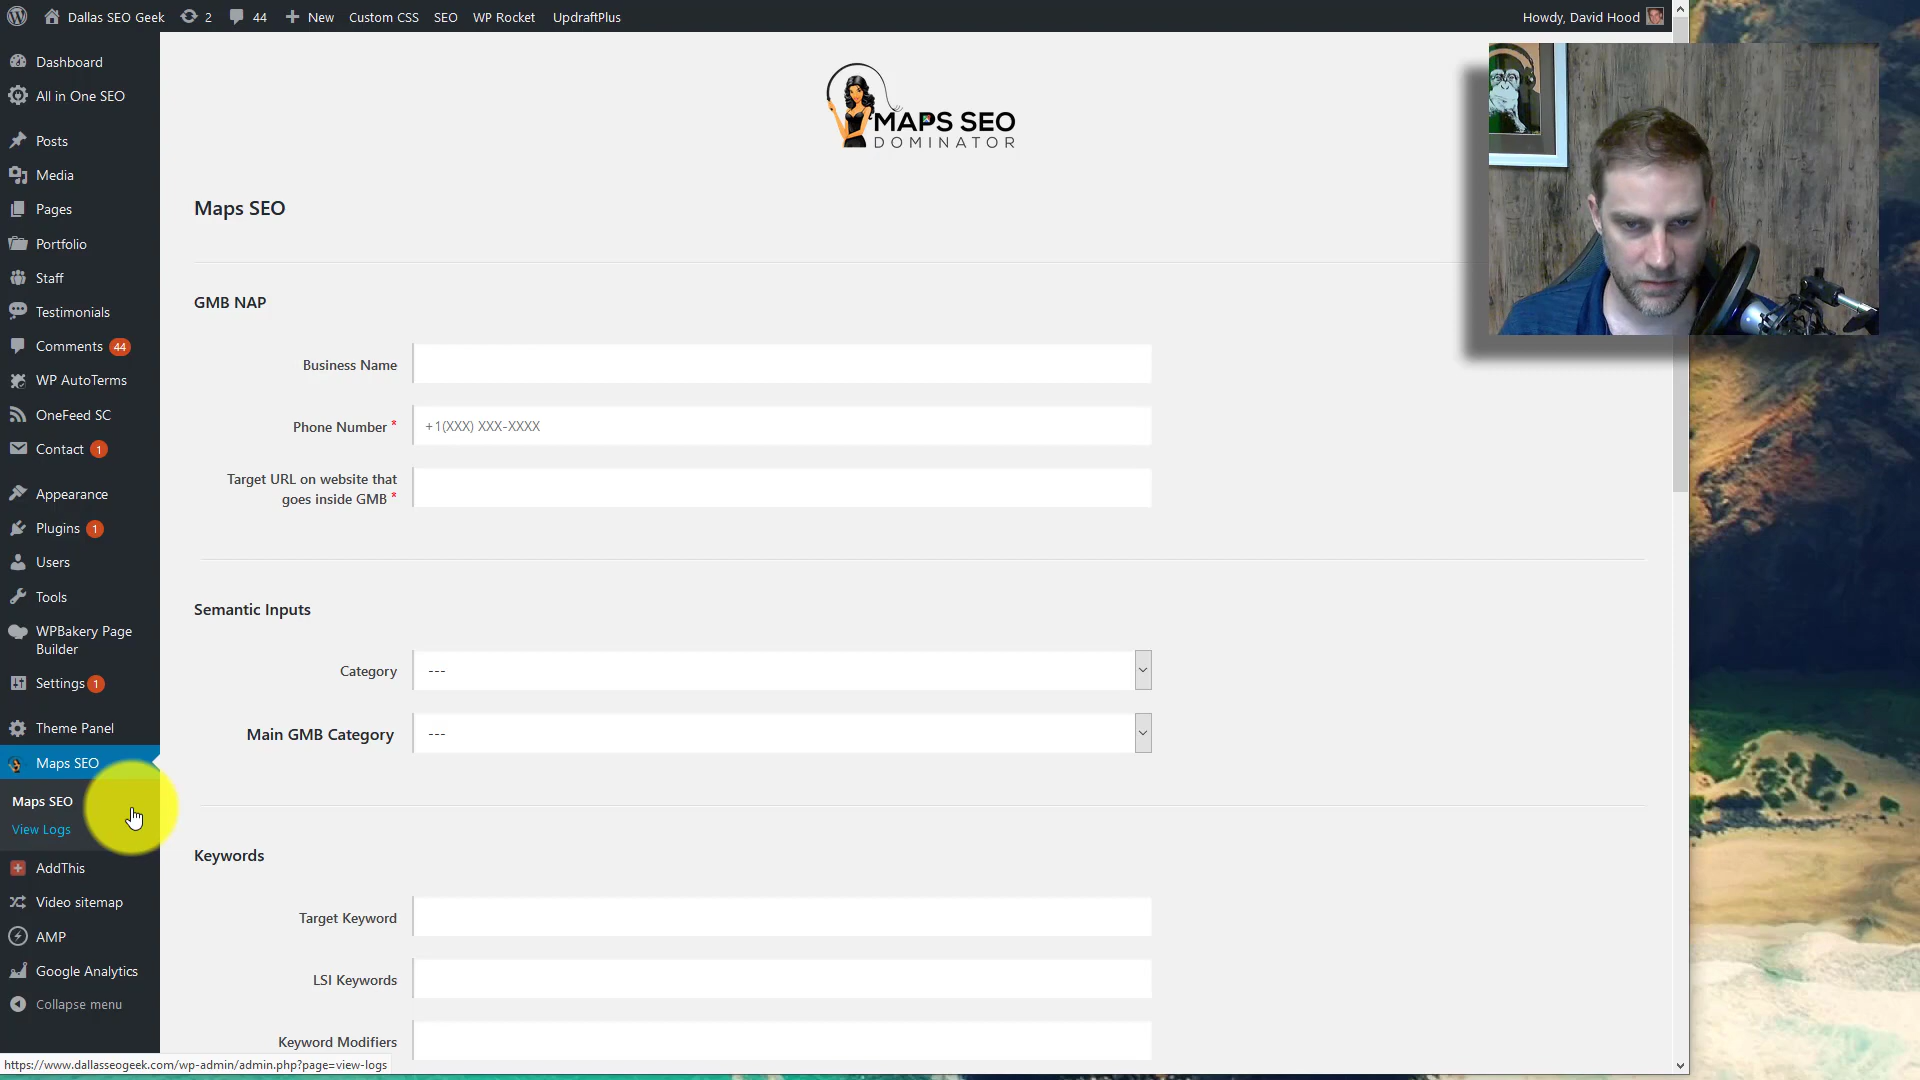 Dallas SEO Geek
2
44
New
Custom CSS
SEO
WP Rocket
UpdraftPlus
Howdy, David Hood
Dashboard
All in One SEO
Posts
Media
Pages
Portfolio
Staff
Testimonials
Comments 44
WP AutoTerms
OneFeed SC
Contact 1
Appearance
Plugins 1
Users
Tools
WPBakery Page
Builder
Settings 1
Theme Panel
Maps SEO
Maps SEO
View Logs
AddThis
Video sitemap
AMP
Google Analytics
Collapse menu
https://www.dallasseogeek.com/wp-admin/admin.php?page=view-logs
MAPS SEO
DOMINATOR
Maps SEO
GMB NAP
Business Name
Phone Number *
+1(XXX) XXX-XXXX
Target URL on website that
goes inside GMB *
Semantic Inputs
Category
---
Main GMB Category
---
Keywords
Target Keyword
LSI Keywords
Keyword Modifiers